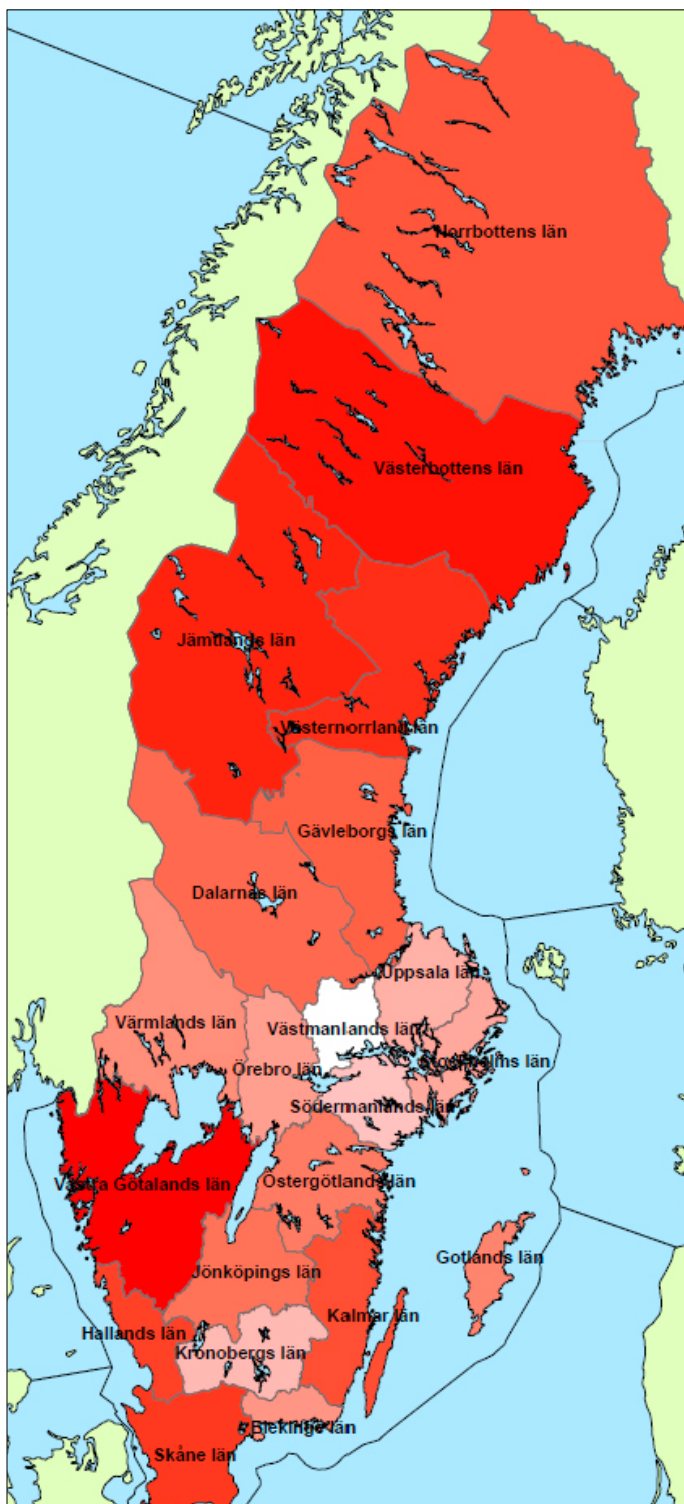 Norrbottens län
Västerbottens län
Jämtlands län
Västernorrland län
Gävleborgs län
Dalarnas län
Uppsala län
Värmlands län
Västmanlands län
Örebro län
Stockholms län
Södermanlands län
Västra Götalands län
Östergötlands län
Gotlands län
Jönköpings län
Kalmar län
Hallands län
Kronobergs län
Blekinge län
Skåne län